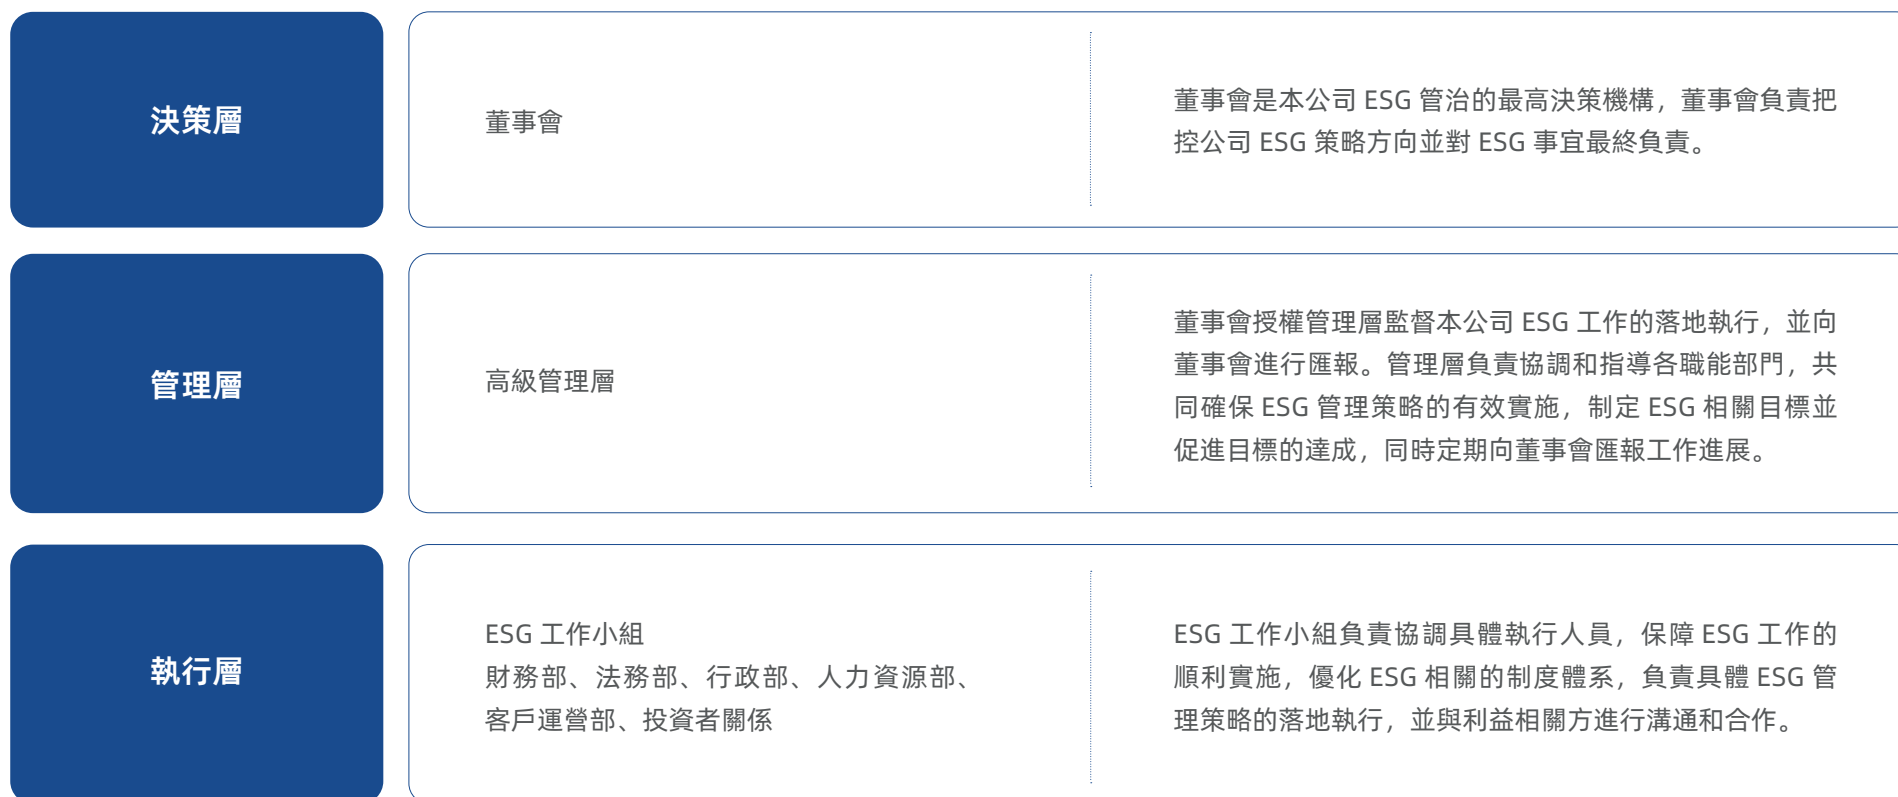 決策層
董事會
董事會是本公司 ESG 管治的最高決策機構，董事會負責把
控公司 ESG 策略方向並對 ESG 事宜最終負責。
管理層
高級管理層
董事會授權管理層監督本公司 ESG 工作的落地執行，並向
董事會進行匯報。管理層負責協調和指導各職能部門，共
同確保 ESG 管理策略的有效實施，制定 ESG 相關目標並
促進目標的達成，同時定期向董事會匯報工作進展。
執行層
ESG 工作小組
財務部、法務部、行政部、人力資源部、
客戶運營部、投資者關係
ESG 工作小組負責協調具體執行人員，保障 ESG 工作的
順利實施，優化 ESG 相關的制度體系，負責具體 ESG 管
理策略的落地執行，並與利益相關方進行溝通和合作。